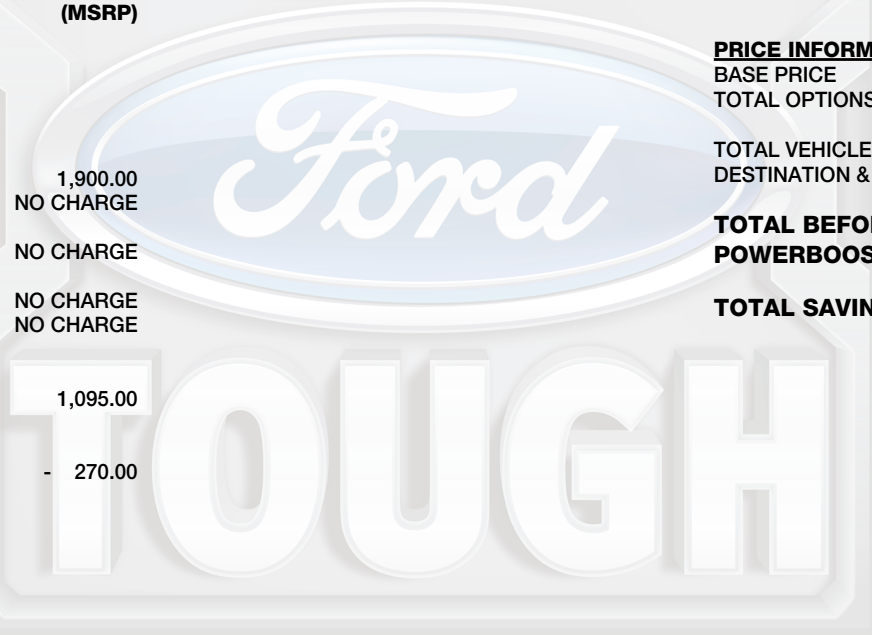 (MSRP)
1,900.00
NO CHARGE
NO CHARGE
NO CHARGE
NO CHARGE
1,095.00
- 270.00
PRICE INFORM
BASE PRICE
TOTAL OPTIONS
TOTAL VEHICLE
DESTINATION &
TOTAL BEFO
POWERBOOS
TOTAL SAVIN
Ford
TOUGH